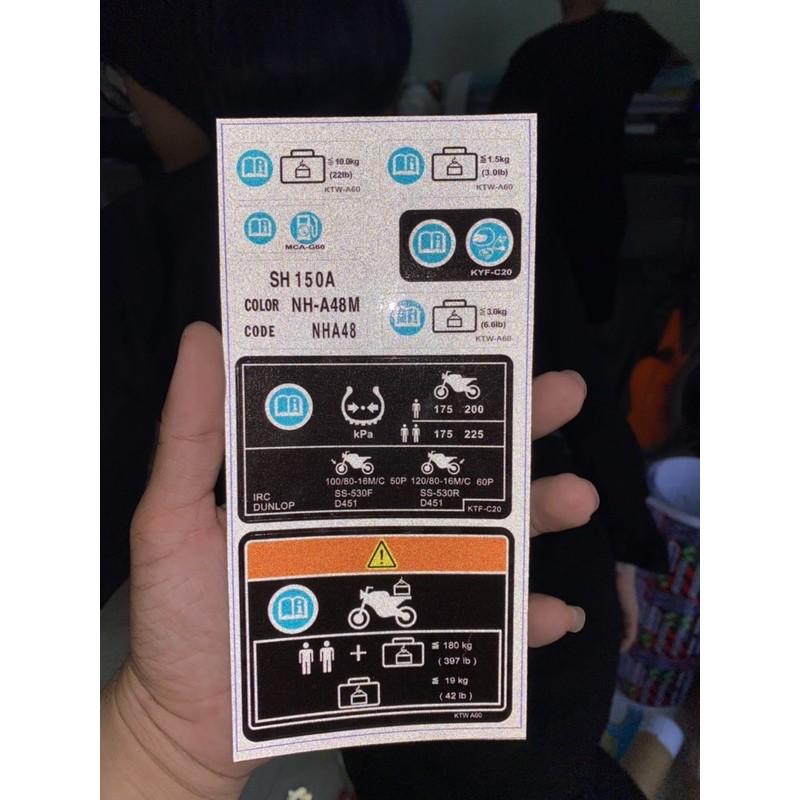 ≦ 10.0kg
(22lb)
KTW-A60
≦ 1.5kg
(3.0lb)
KTW-A60
MCA-G60
KYF-C20
SH 150A
COLOR NH-A48M
CODE NHA48
≦ 3.0kg
(6.6lb)
KTW-A60
kPa
175 200
175 225
100/80-16M/C 50P 120/80-16M/C 60P
IRC SS-530F SS-530R
DUNLOP D451 D451
KTF-C20
≦ 180 kg
( 397 lb )
≦ 19 kg
( 42 lb )
KTW A60